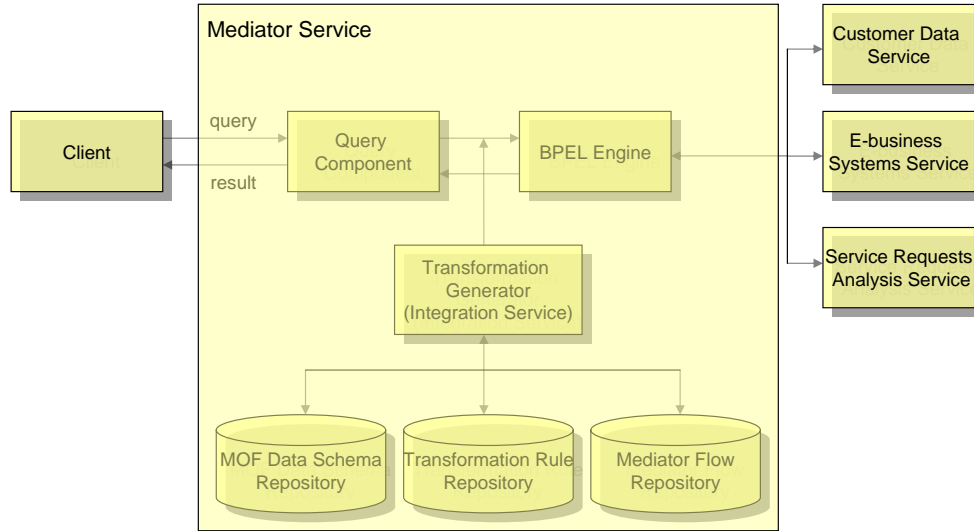 Mediator Service
Customer Data
Service
Client
query
result
Query
Component
BPEL Engine
E-business
Systems Service
Transformation
Generator
(Integration Service)
Service Requests
Analysis Service
MOF Data Schema
Repository
Transformation Rule
Repository
Mediator Flow
Repository